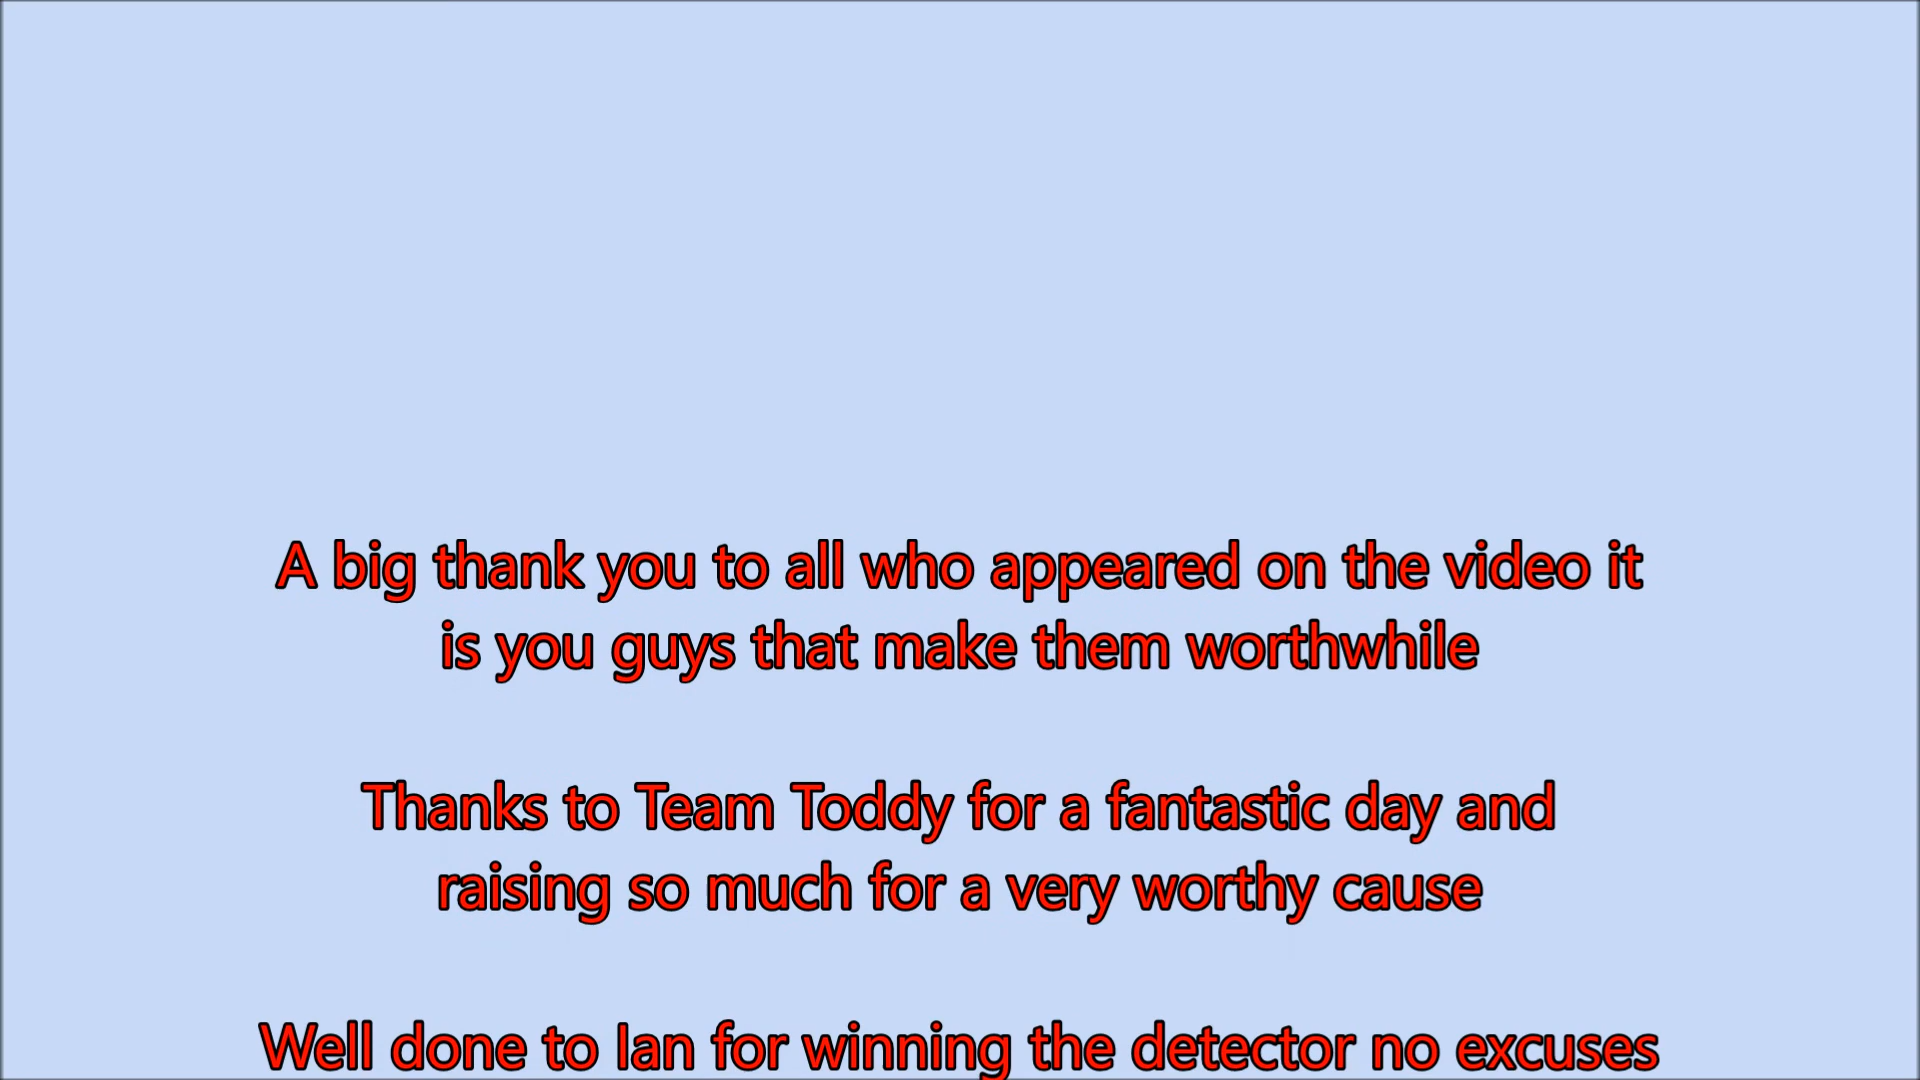 A big thank you to all who appeared on the video it
is you guys that make them worthwhile
Thanks to Team Toddy for a fantastic day and
raising so much for a very worthy cause
Well done to Ian for winning the detector no excuses